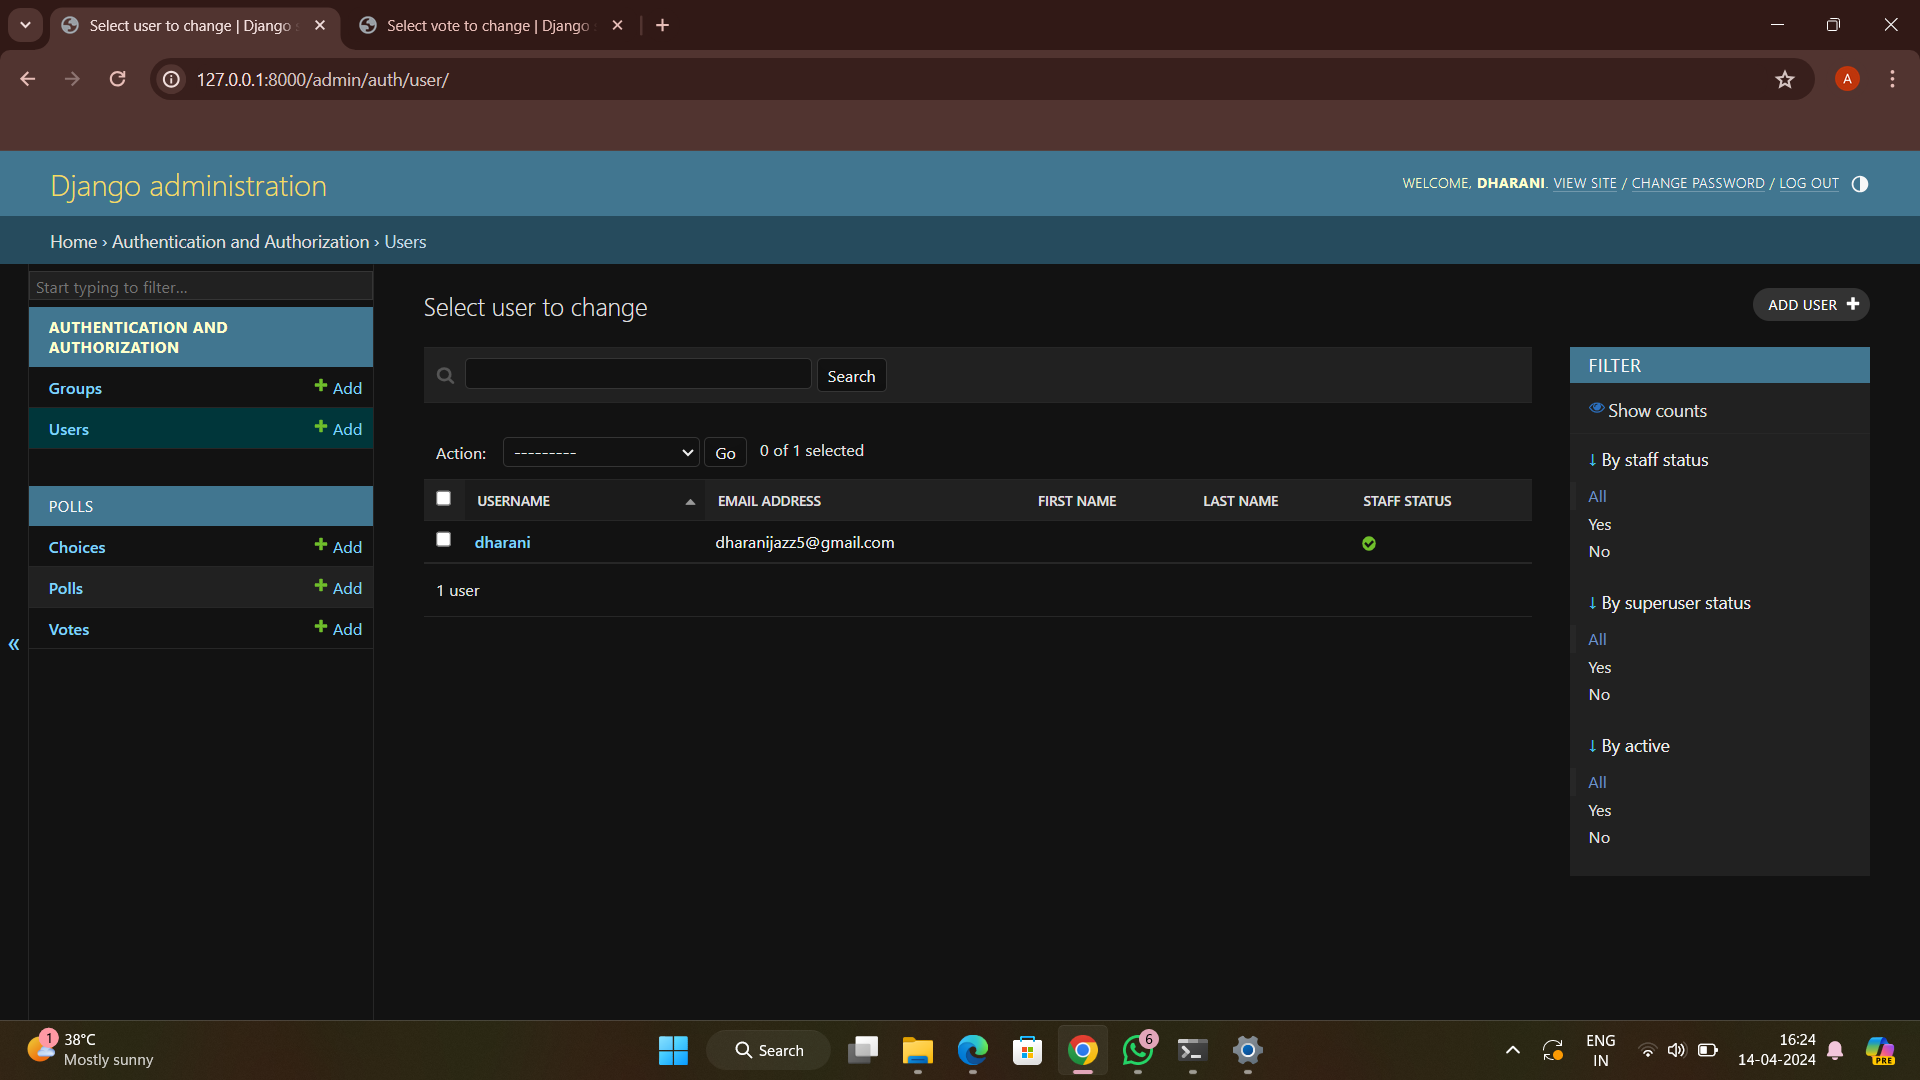 Select user to change | Django s
Select vote to change | Django s
127.0.0.1:8000/admin/auth/user/
A
Django administration
WELCOME, DHARANI. VIEW SITE / CHANGE PASSWORD / LOG OUT
Home › Authentication and Authorization › Users
Start typing to filter...
AUTHENTICATION AND
AUTHORIZATION
Groups
Add
Users
Add
POLLS
Choices
Add
Polls
Add
Votes
Add
«
Select user to change
ADD USER
Search
Action:
---------
Go
0 of 1 selected
USERNAME
EMAIL ADDRESS
FIRST NAME
LAST NAME
STAFF STATUS
dharani
dharanijazz5@gmail.com
1 user
FILTER
Show counts
↓ By staff status
All
Yes
No
↓ By superuser status
All
Yes
No
↓ By active
All
Yes
No
1
38°C
Mostly sunny
Search
6
ENG
IN
16:24
14-04-2024
PRE